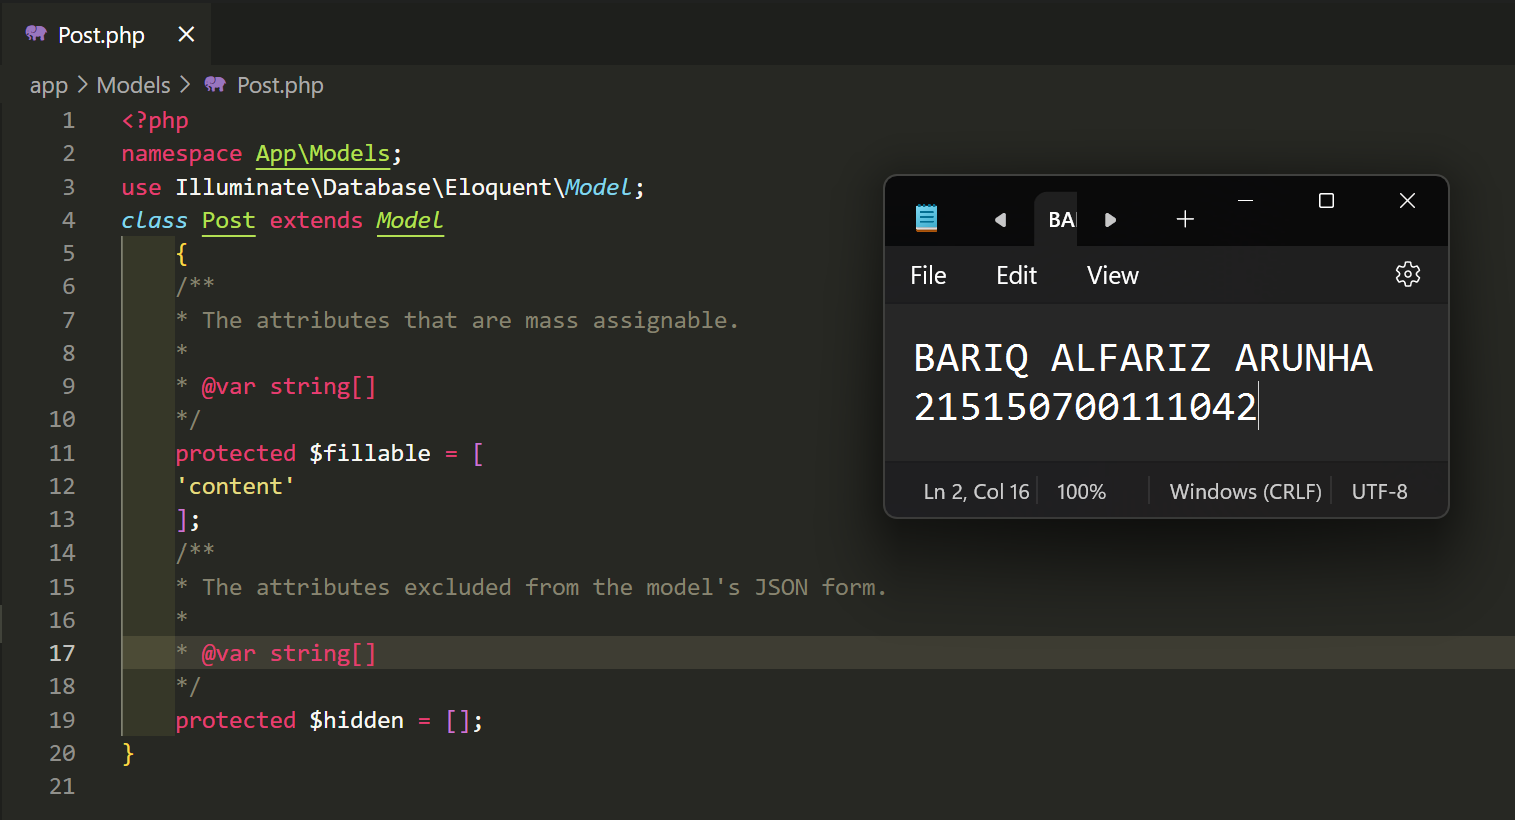 Post.php
app > Models > Post.php
1 <?php
2 namespace App\Models;
3 use Illuminate\Database\Eloquent\Model;
4 class Post extends Model
5 {
6 /**
7 * The attributes that are mass assignable.
8 *
9 * @var string[]
10 */
11 protected $fillable = [
12 'content'
13 ];
14 /**
15 * The attributes excluded from the model's JSON form.
16 *
17 * @var string[]
18 */
19 protected $hidden = [];
20 }
21
BA
File Edit View
BARIQ ALFARIZ ARUNHA
215150700111042
Ln 2, Col 16 100% Windows (CRLF) UTF-8